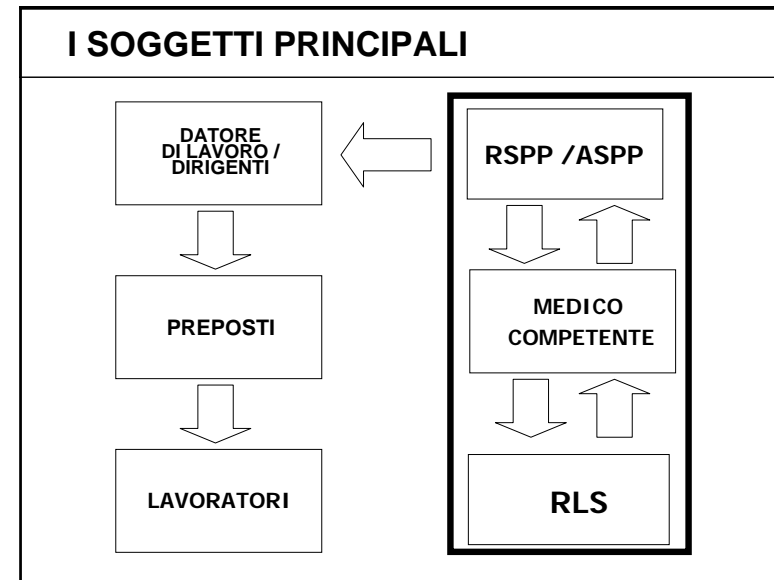 I SOGGETTI PRINCIPALI
DATORE
DI LAVORO /
DIRIGENTI
RSPP /ASPP
PREPOSTI
MEDICO
COMPETENTE
LAVORATORI
RLS